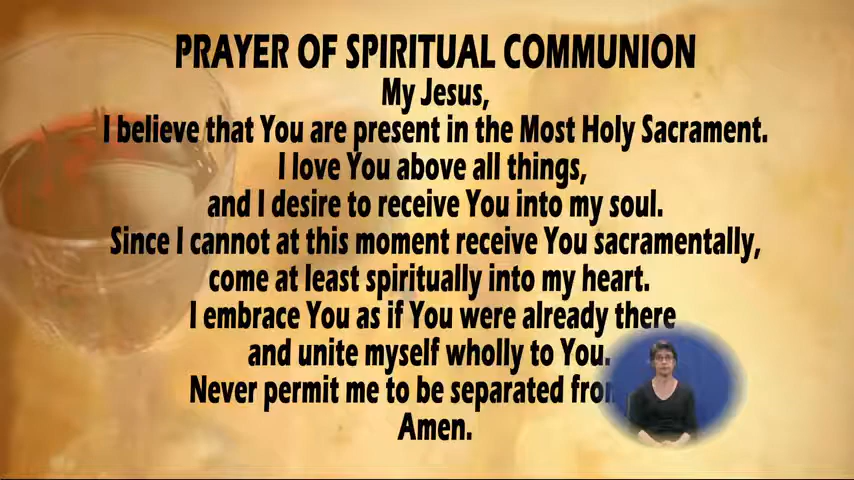 PRAYER OF SPIRITUAL COMMUNION
My Jesus,
I believe that You are present in the Most Holy Sacrament.
I love You above all things,
and I desire to receive You into my soul.
Since I cannot at this moment receive You sacramentally,
come at least spiritually into my heart.
I embrace You as if You were already there
and unite myself wholly to You.
Never permit me to be separated
Amen.